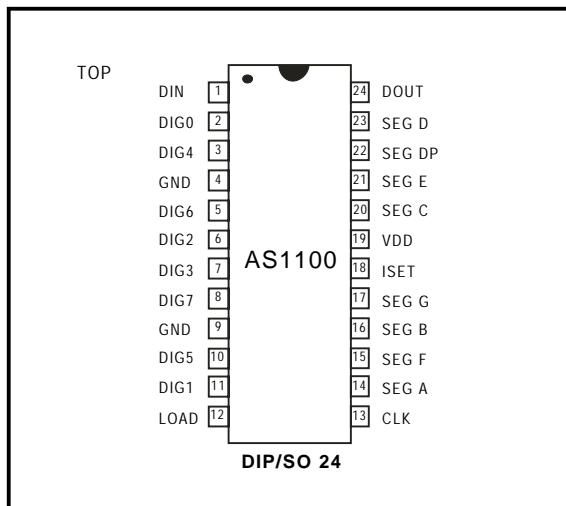 TOP
DIN 1 24 DOUT
DIG0 2 23 SEG D
DIG4 3 22 SEG DP
GND 4 21 SEG E
DIG6 5 20 SEG C
DIG2 6 19 VDD
AS1100
DIG3 7 18 ISET
DIG7 8 17 SEG G
GND 9 16 SEG B
DIG5 10 15 SEG F
DIG1 11 14 SEG A
LOAD 12 13 CLK
DIP/SO 24